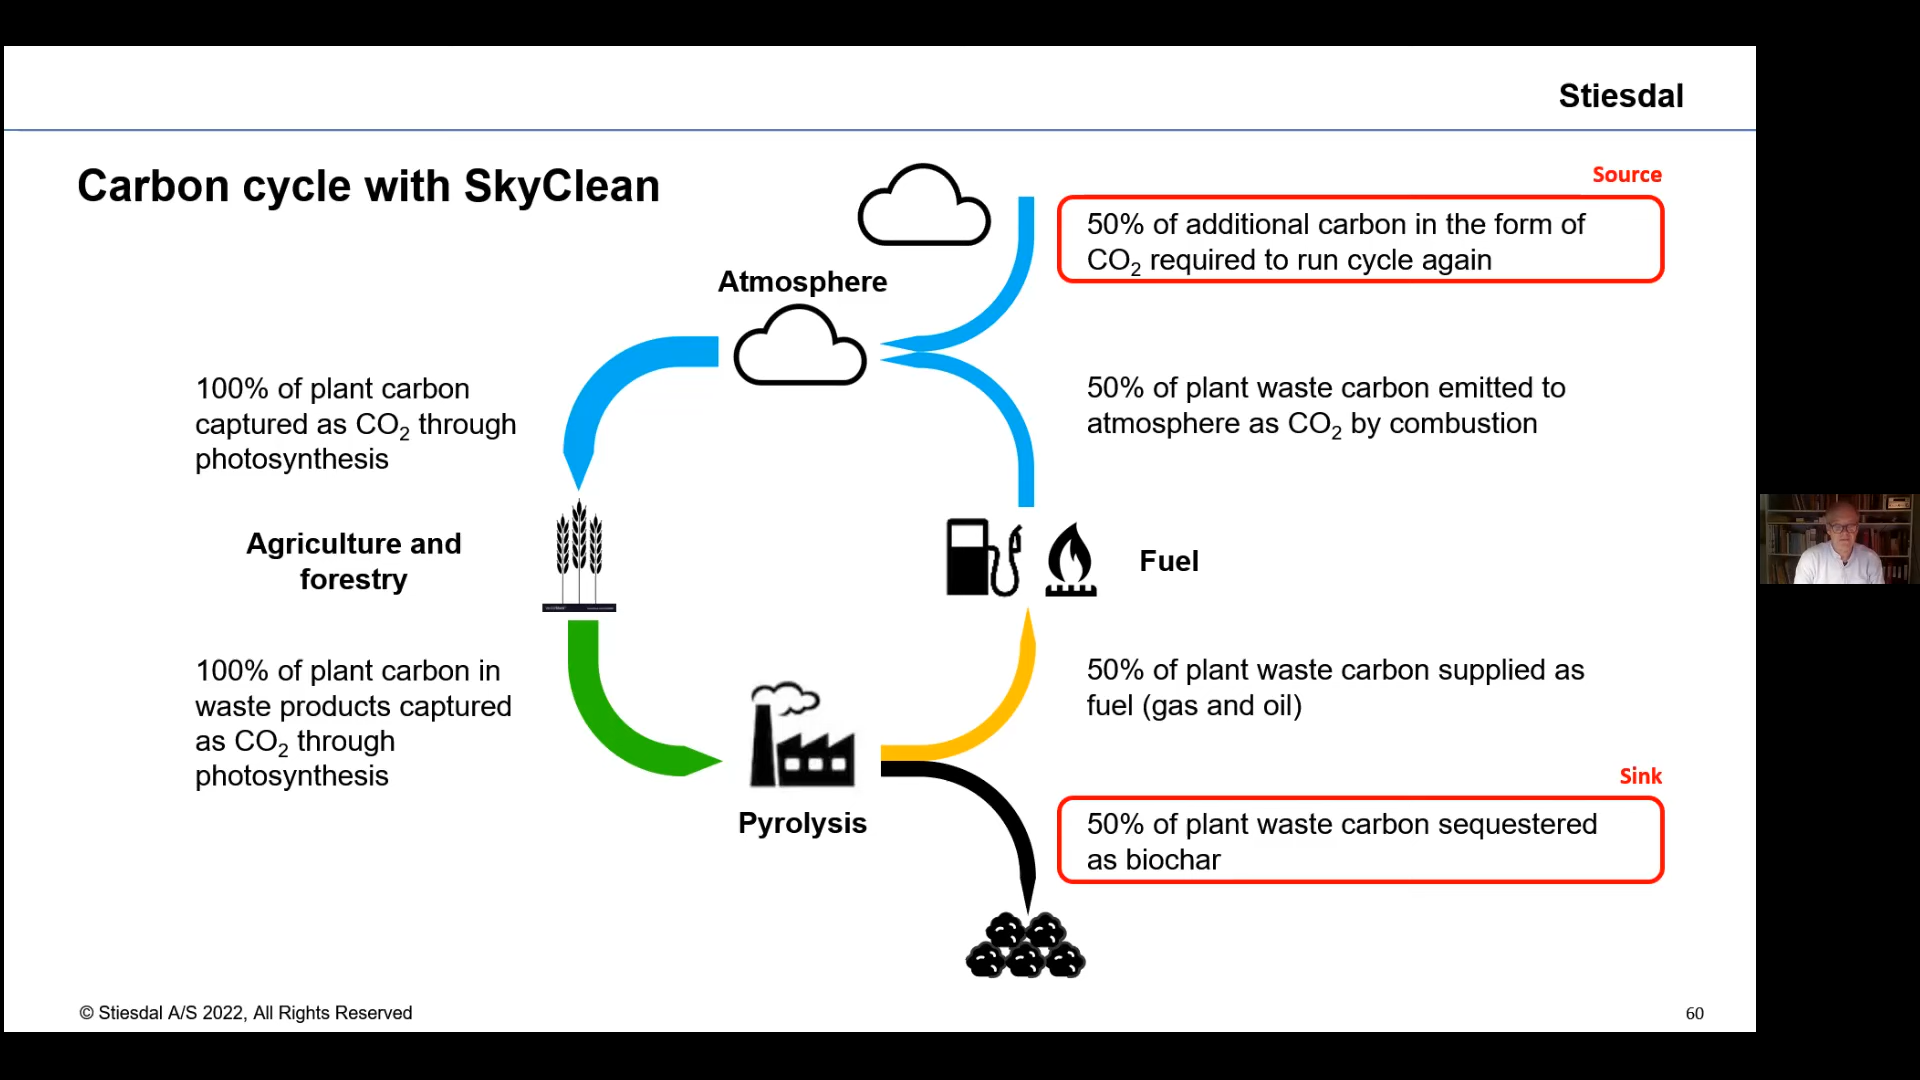 Stiesdal
Carbon cycle with SkyClean
Source
50% of additional carbon in the form of
CO₂ required to run cycle again
Atmosphere
100% of plant carbon
captured as CO₂ through
photosynthesis
50% of plant waste carbon emitted to
atmosphere as CO₂ by combustion
Agriculture and
forestry
Fuel
100% of plant carbon in
waste products captured
as CO₂ through
photosynthesis
50% of plant waste carbon supplied as
fuel (gas and oil)
Pyrolysis
Sink
50% of plant waste carbon sequestered
as biochar
© Stiesdal A/S 2022, All Rights Reserved
60